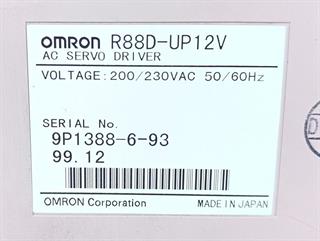 OMRON R88D-UP12V
AC SERVO DRIVER
VOLTAGE: 200/230VAC 50/60Hz
SERIAL No.
9P1388-6-93
99.12
OMRON Corporation MADE IN JAPAN